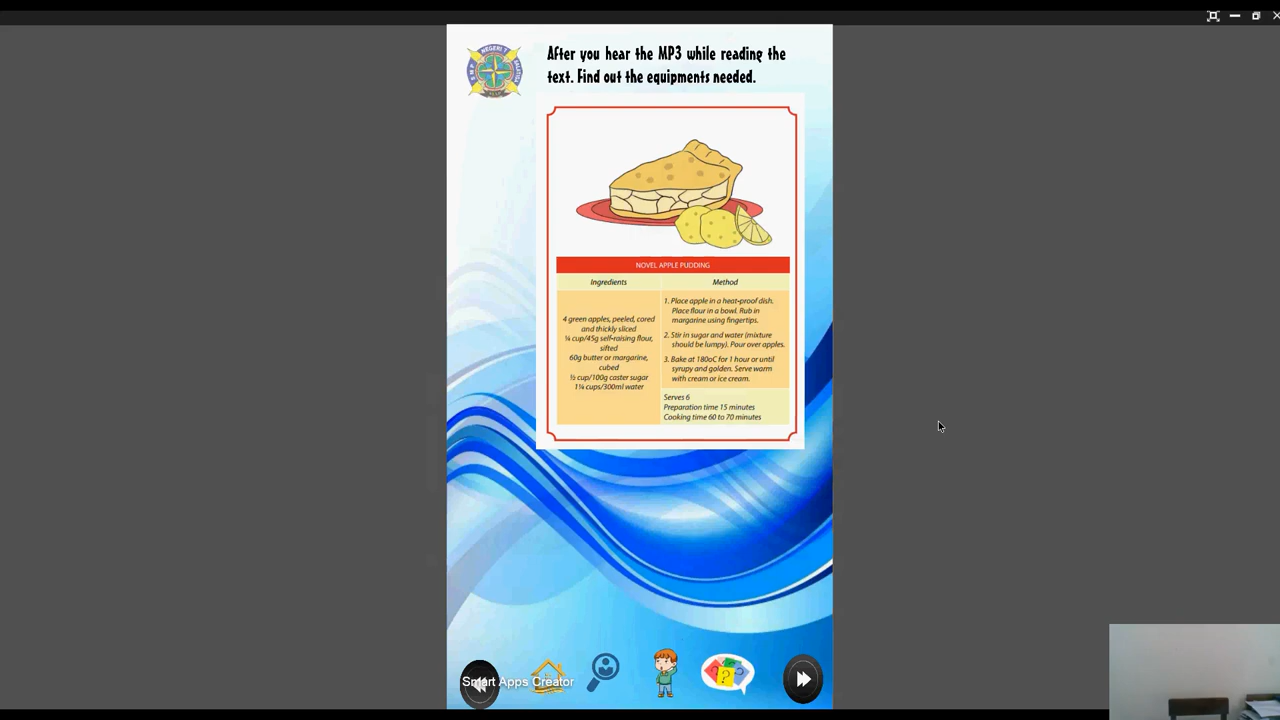 After you hear the MP3 while reading the
text. Find out the equipments needed.
NEGERI 7
SMP
NOVEL APPLE PUDDING
Ingredients
4 green apples, peeled, cored
and thickly sliced
¼ cup/45g self-raising flour,
sifted
60g butter or margarine,
cubed
½ cup/100g caster sugar
1¼ cups/300ml water
Method
1. Place apple in a heat-proof dish.
Place flour in a bowl. Rub in
margarine using fingertips.
2. Stir in sugar and water (mixture
should be lumpy). Pour over apples.
3. Bake at 180oC for 1 hour or until
syrupy and golden. Serve warm
with cream or ice cream.
Serves 6
Preparation time 15 minutes
Cooking time 60 to 70 minutes
Smart Apps Creator